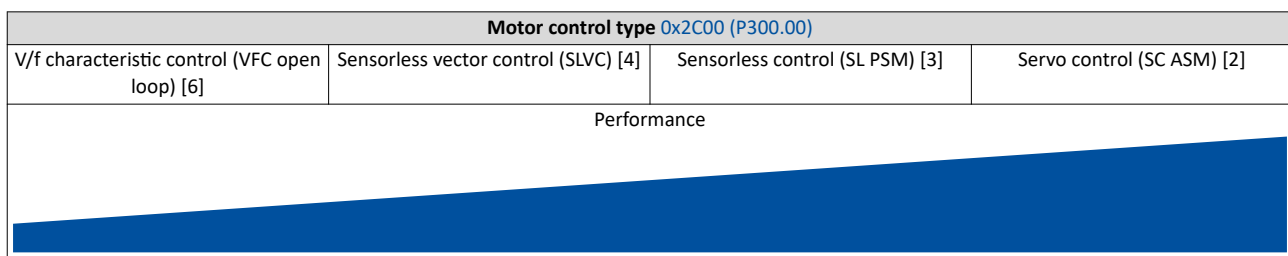 Motor control type 0x2C00 (P300.00)
V/f characteristic control (VFC open
loop) [6]
Sensorless vector control (SLVC) [4]
Sensorless control (SL PSM) [3]
Servo control (SC ASM) [2]
Performance